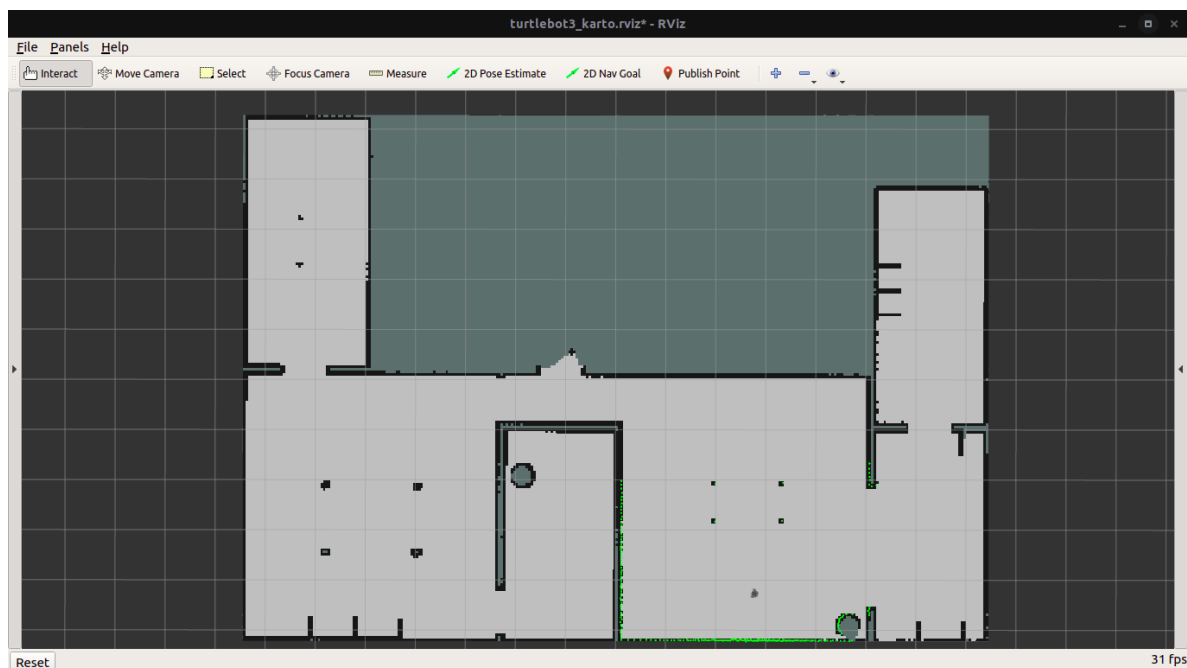 turtlebot3_karto.rviz* - RViz
File Panels Help
Interact Move Camera Select Focus Camera Measure 2D Pose Estimate 2D Nav Goal Publish Point
Reset 31 fps